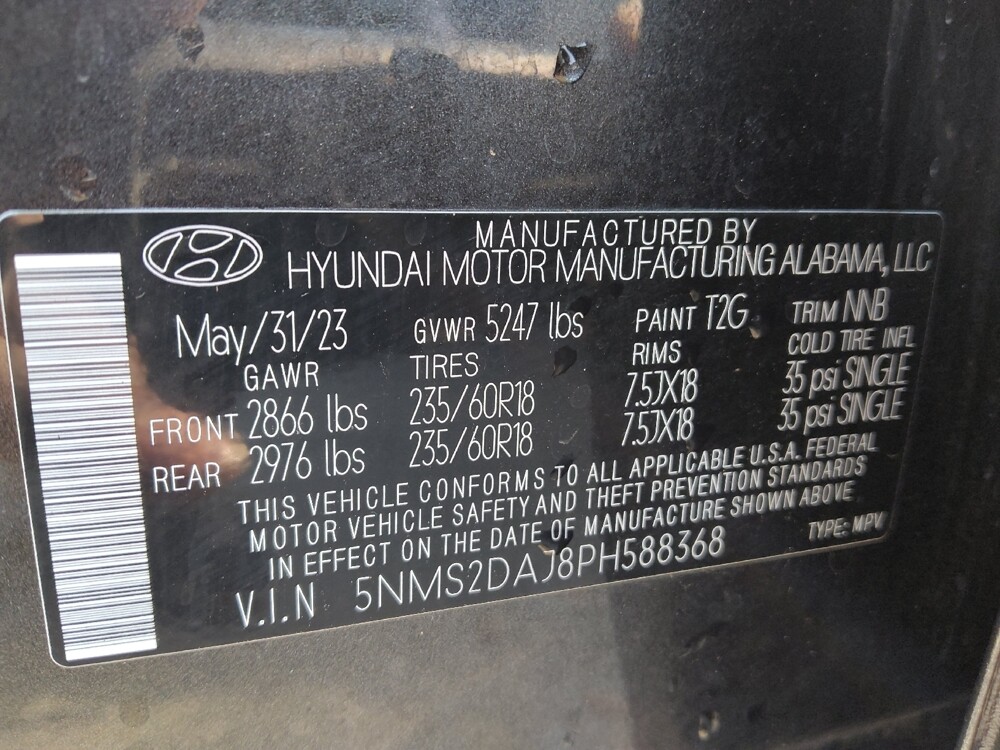 MANUFACTURED BY
HYUNDAI MOTOR MANUFACTURING ALABAMA, LLC
May/31/23 GVWR 5247 lbs PAINT T2G TRIM NNB
GAWR TIRES RIMS COLD TIRE INFL
FRONT 2866 lbs 235/60R18 7.5JX18 35 psi SINGLE
REAR 2976 lbs 235/60R18 7.5JX18 35 psi SINGLE
THIS VEHICLE CONFORMS TO ALL APPLICABLE U.S.A. FEDERAL
MOTOR VEHICLE SAFETY AND THEFT PREVENTION STANDARDS
IN EFFECT ON THE DATE OF MANUFACTURE SHOWN ABOVE
V.I.N 5NMS2DAJ8PH588368 TYPE: MPV